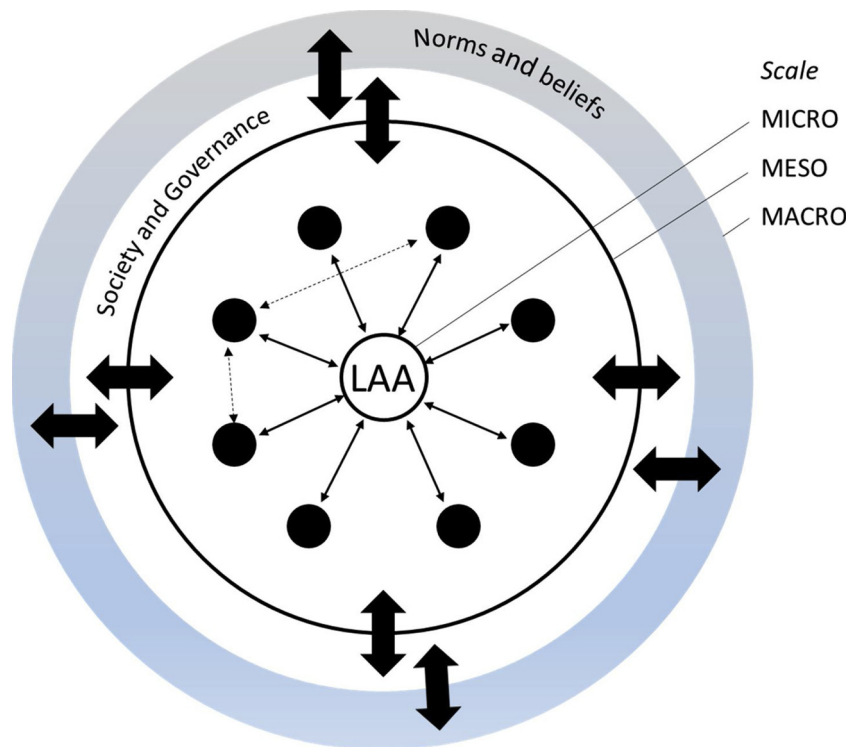 Norms and beliefs
Society and Governance
Scale
MICRO
MESO
MACRO
LAA